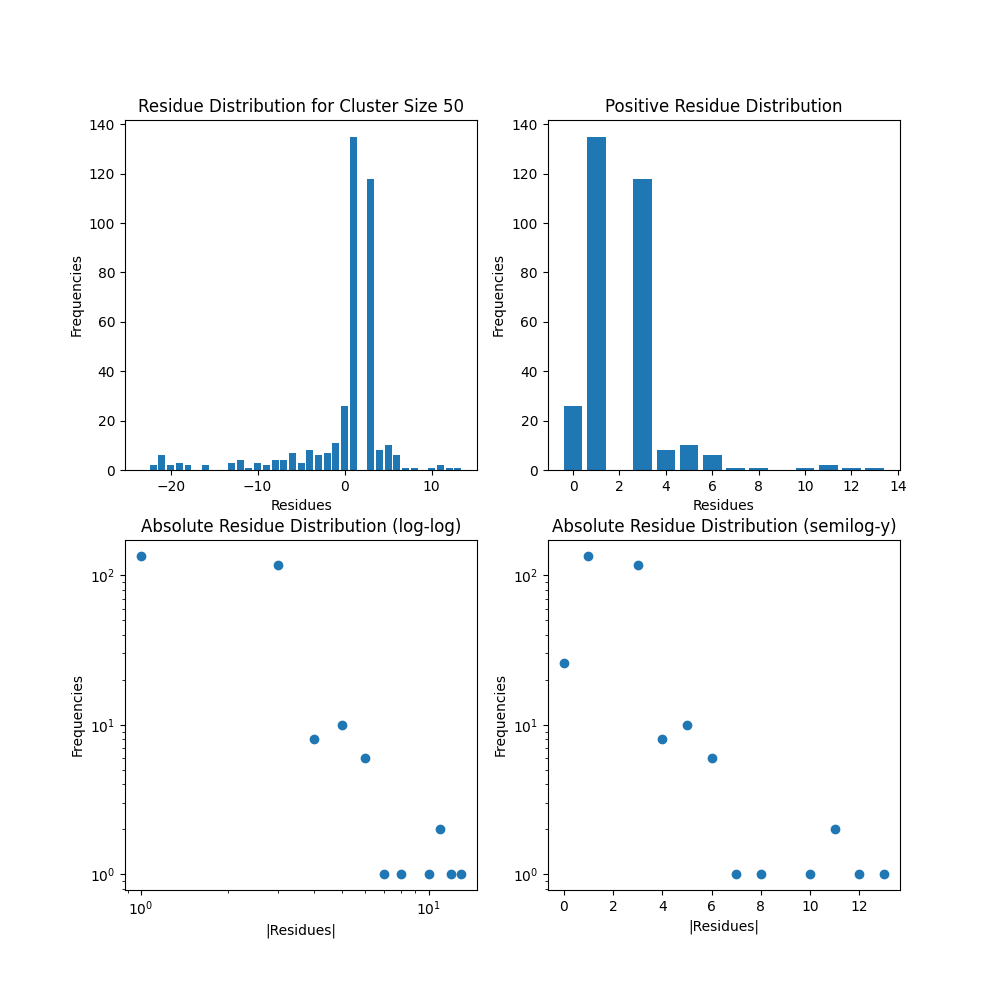 Residue Distribution for Cluster Size 50
140
120
100
80
60
40
20
0
Frequencies
−20 −10 0 10
Residues
Positive Residue Distribution
140
120
100
80
60
40
20
0
Frequencies
0 2 4 6 8 10 12 14
Residues
Absolute Residue Distribution (log-log)
10²
10¹
10⁰
Frequencies
10⁰ 10¹
|Residues|
Absolute Residue Distribution (semilog-y)
10²
10¹
10⁰
Frequencies
0 2 4 6 8 10 12
|Residues|